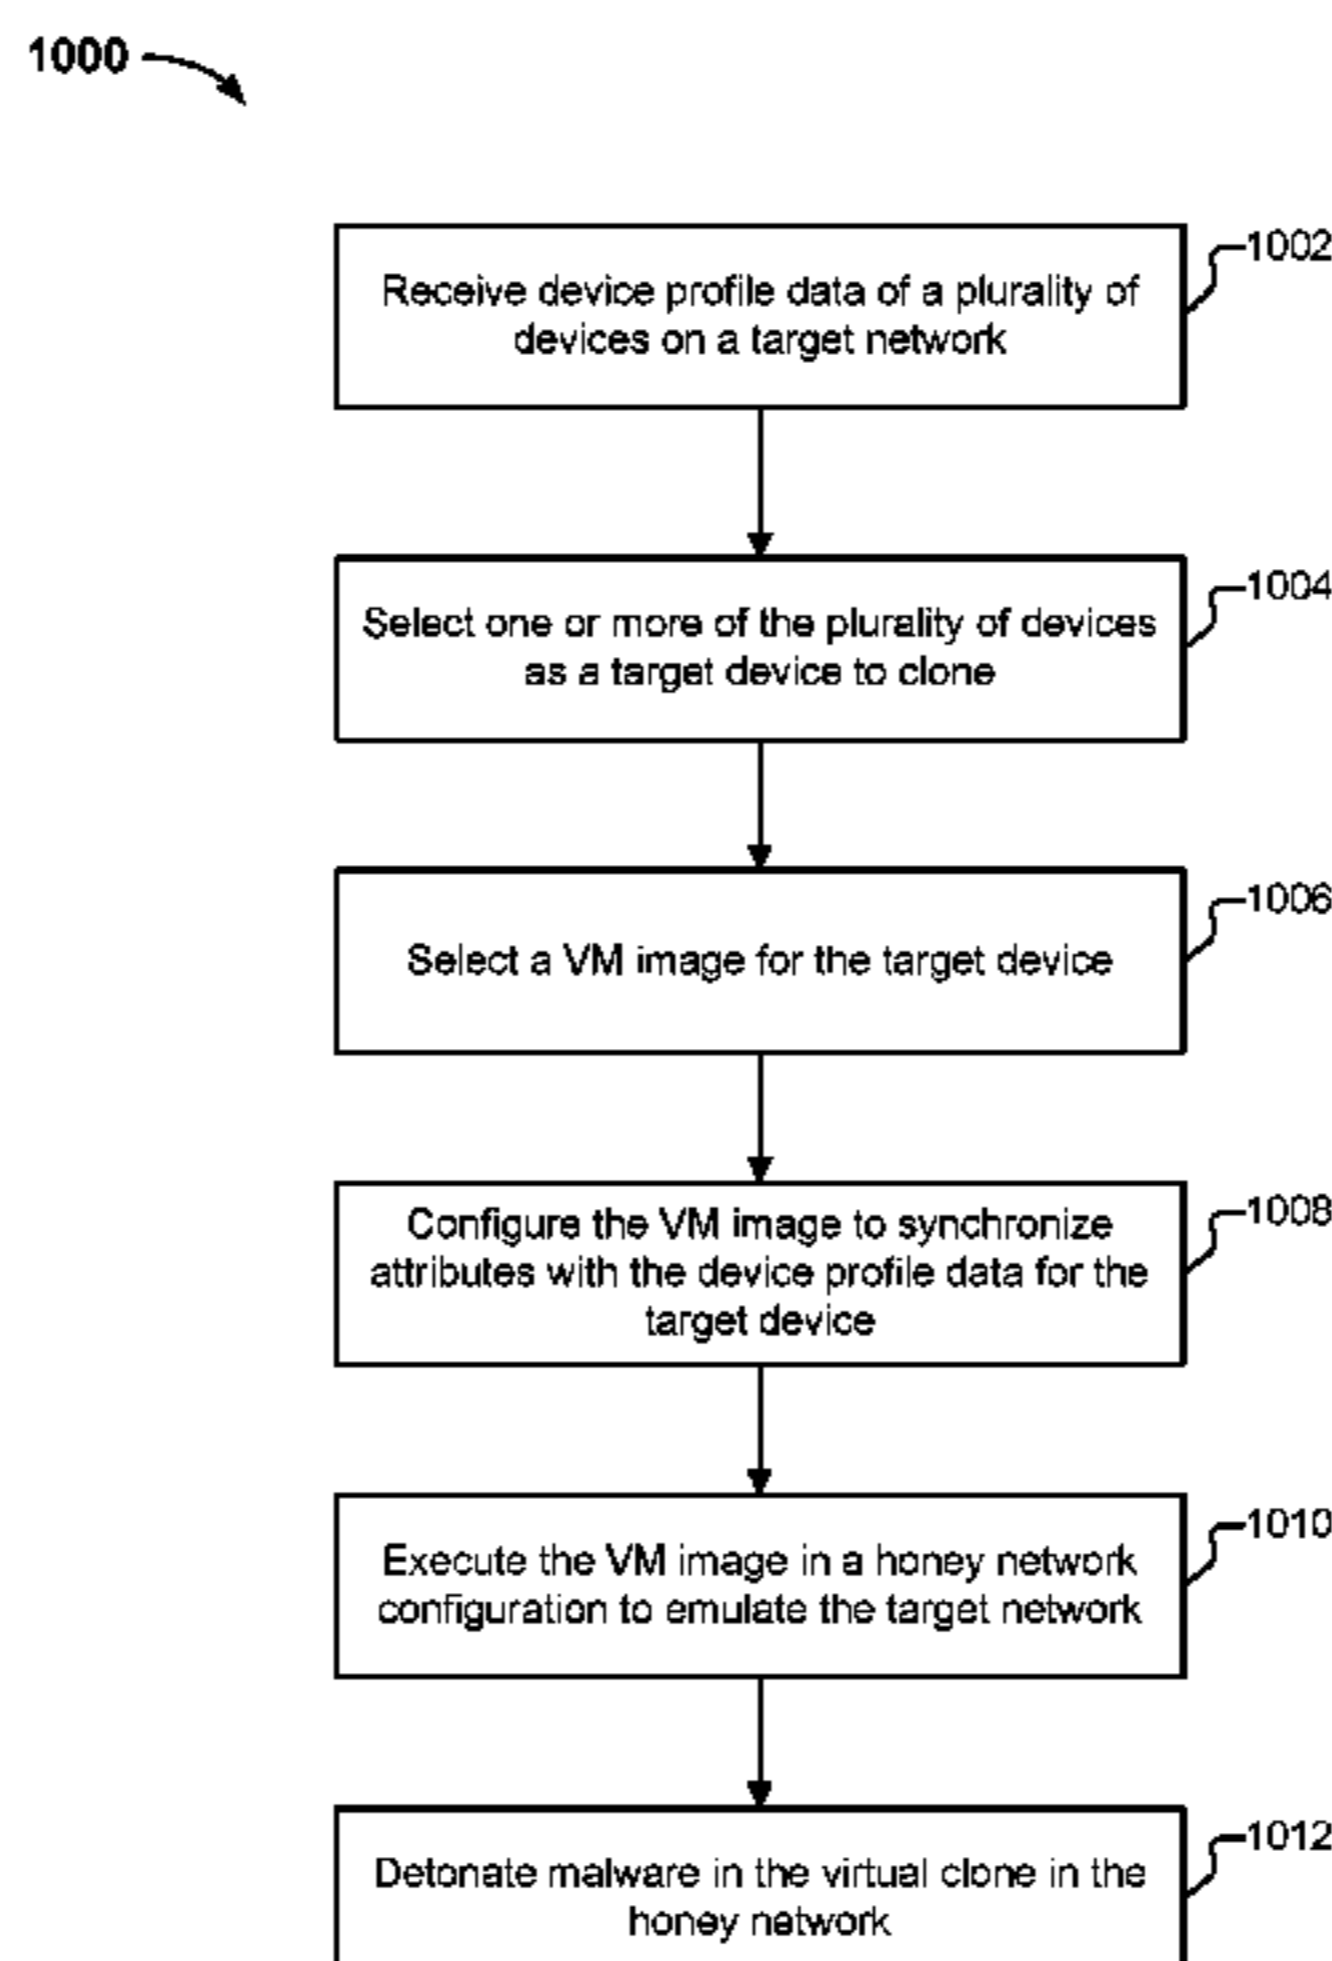 1000
Receive device profile data of a plurality of
devices on a target network
1002
Select one or more of the plurality of devices
as a target device to clone
1004
Select a VM image for the target device
1006
Configure the VM image to synchronize
attributes with the device profile data for the
target device
1008
Execute the VM image in a honey network
configuration to emulate the target network
1010
Detonate malware in the virtual clone in the
honey network
1012